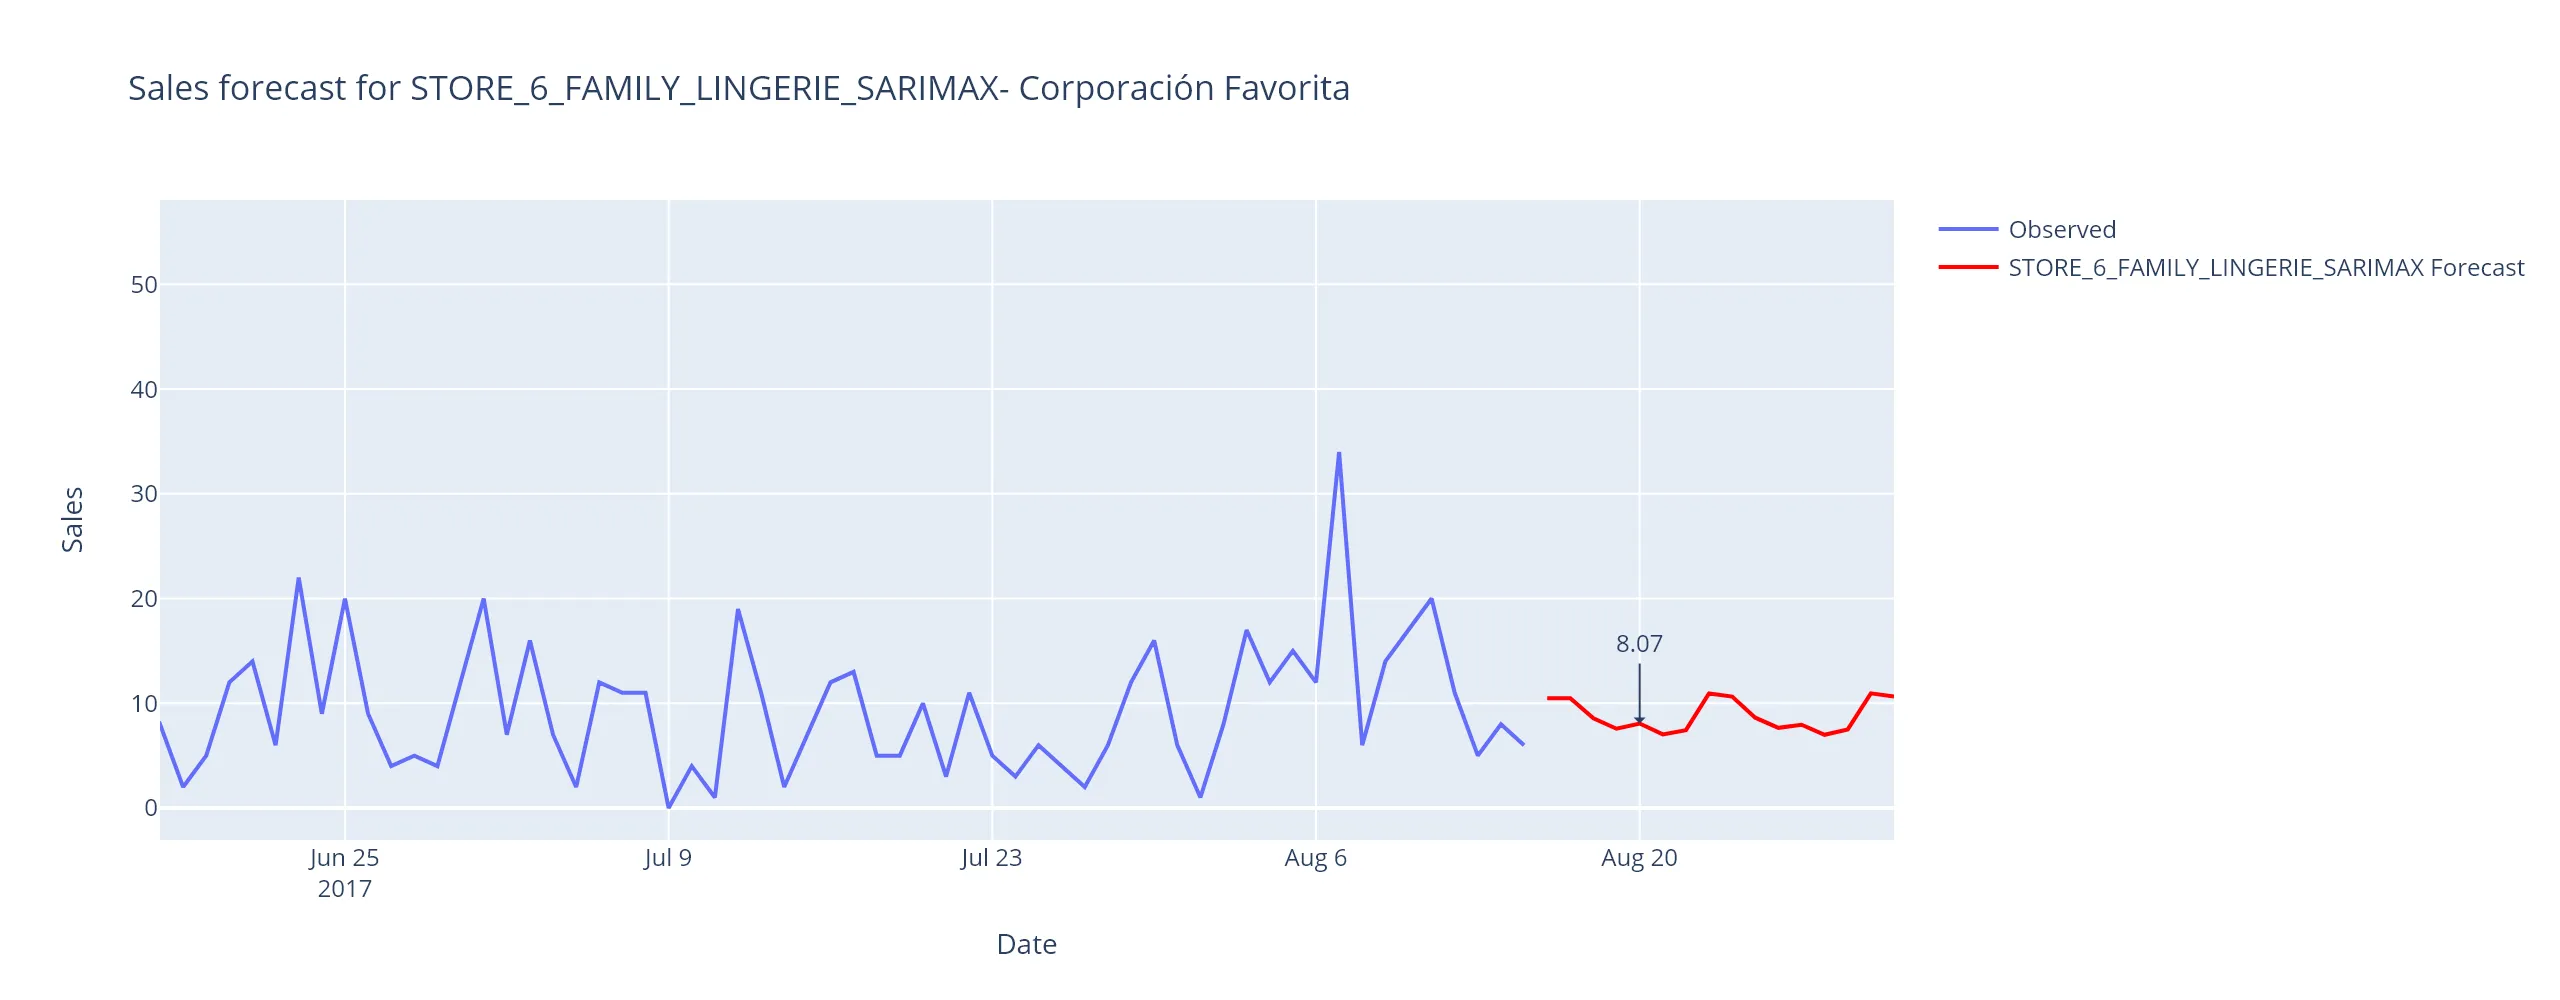 Sales forecast for STORE_6_FAMILY_LINGERIE_SARIMAX- Corporación Favorita
Observed
STORE_6_FAMILY_LINGERIE_SARIMAX Forecast
50
40
30
20
10
0
Sales
8.07
Jun 25
2017
Jul 9
Jul 23
Aug 6
Aug 20
Date